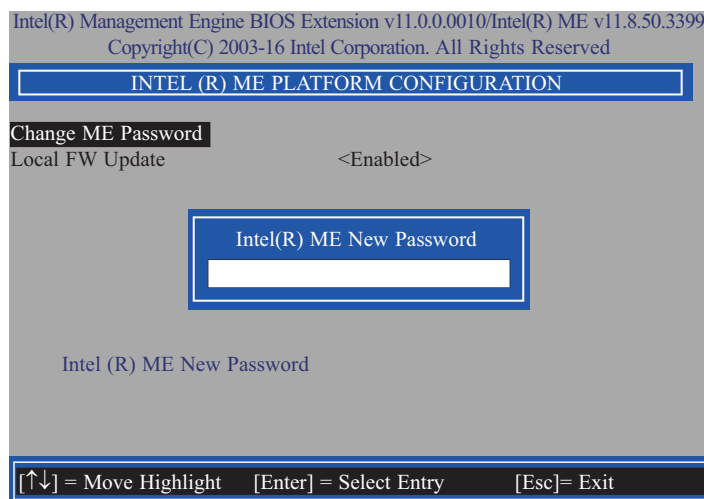 Intel(R) Management Engine BIOS Extension v11.0.0.0010/Intel(R) ME v11.8.50.3399
Copyright(C) 2003-16 Intel Corporation. All Rights Reserved
INTEL (R) ME PLATFORM CONFIGURATION
Change ME Password
Local FW Update <Enabled>
Intel(R) ME New Password
Intel (R) ME New Password
[↑↓] = Move Highlight [Enter] = Select Entry [Esc]= Exit